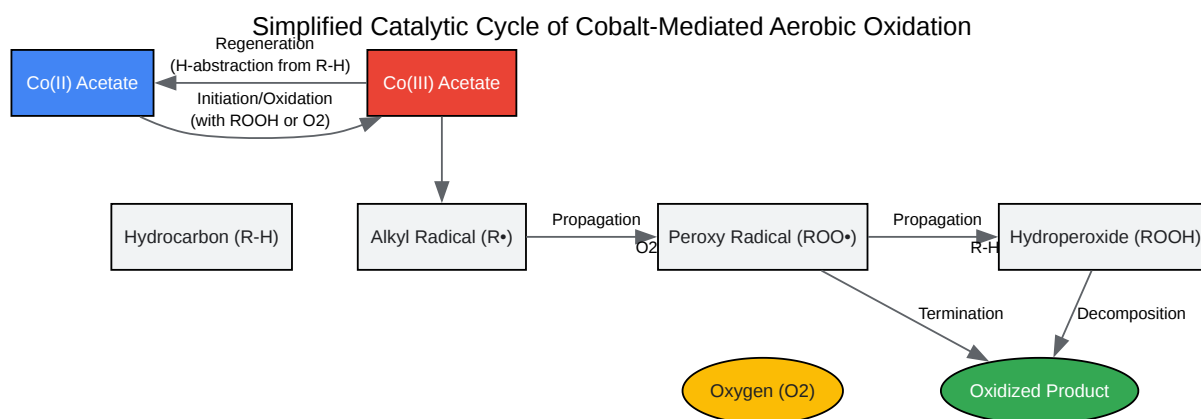 Simplified Catalytic Cycle of Cobalt-Mediated Aerobic Oxidation
Regeneration
(H-abstraction from R-H)
Co(II) Acetate
Co(III) Acetate
Initiation/Oxidation
(with ROOH or O2)
Hydrocarbon (R-H)
Alkyl Radical (R•)
Propagation
O2
Peroxy Radical (ROO•)
Propagation
R-H
Hydroperoxide (ROOH)
Termination
Decomposition
Oxygen (O2)
Oxidized Product